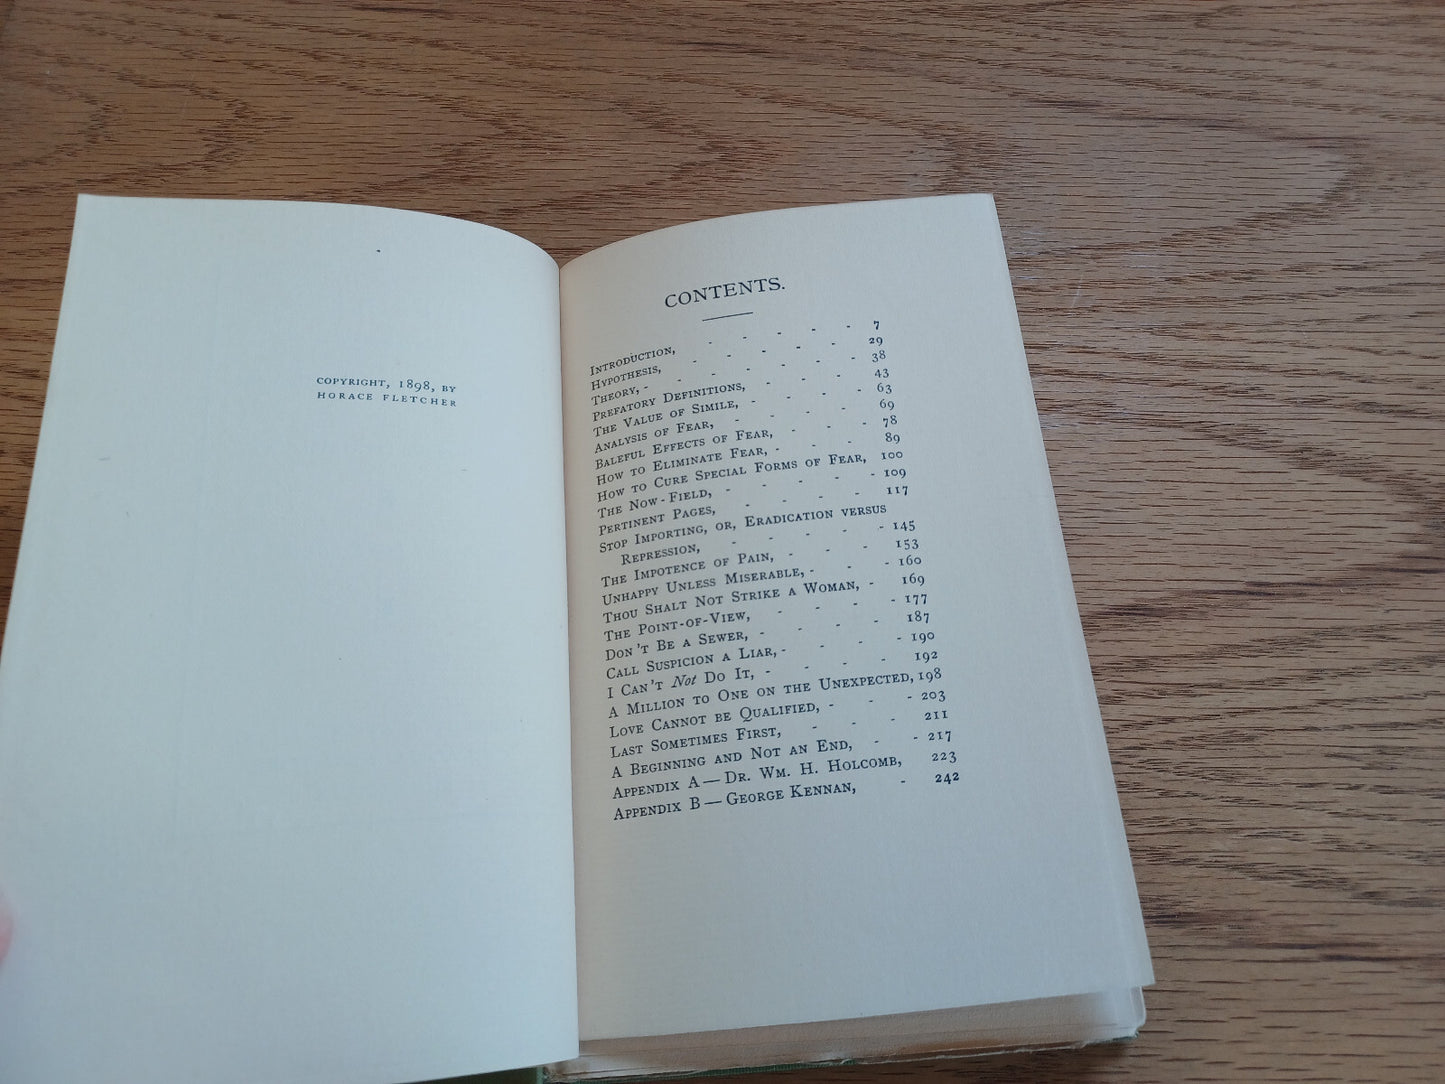 COPYRIGHT, 1898, BY
HORACE FLETCHER
CONTENTS.
INTRODUCTION, - - - - - 7
HYPOTHESIS, - - - - - 29
THEORY, - - - - - - 38
PREFATORY DEFINITIONS, - - - 43
THE VALUE OF SIMILE, - - - - 63
ANALYSIS OF FEAR, - - - - 69
BALEFUL EFFECTS OF FEAR, - - - 78
HOW TO ELIMINATE FEAR, - - - 89
HOW TO CURE SPECIAL FORMS OF FEAR, 100
THE NOW-FIELD, - - - - - 109
PERTINENT PAGES, - - - - 117
STOP IMPORTING, OR, ERADICATION VERSUS
REPRESSION, - - - - - 145
THE IMPOTENCE OF PAIN, - - - 153
UNHAPPY UNLESS MISERABLE, - - - 160
THOU SHALT NOT STRIKE A WOMAN, - 169
THE POINT-OF-VIEW, - - - - 177
DON'T BE A SEWER, - - - - 187
CALL SUSPICION A LIAR, - - - - 190
I CAN'T Not DO IT, - - - - 192
A MILLION TO ONE ON THE UNEXPECTED, 198
LOVE CANNOT BE QUALIFIED, - - - 203
LAST SOMETIMES FIRST, - - - 211
A BEGINNING AND NOT AN END, - - 217
APPENDIX A — DR. WM. H. HOLCOMB, 223
APPENDIX B — GEORGE KENNAN, - 242